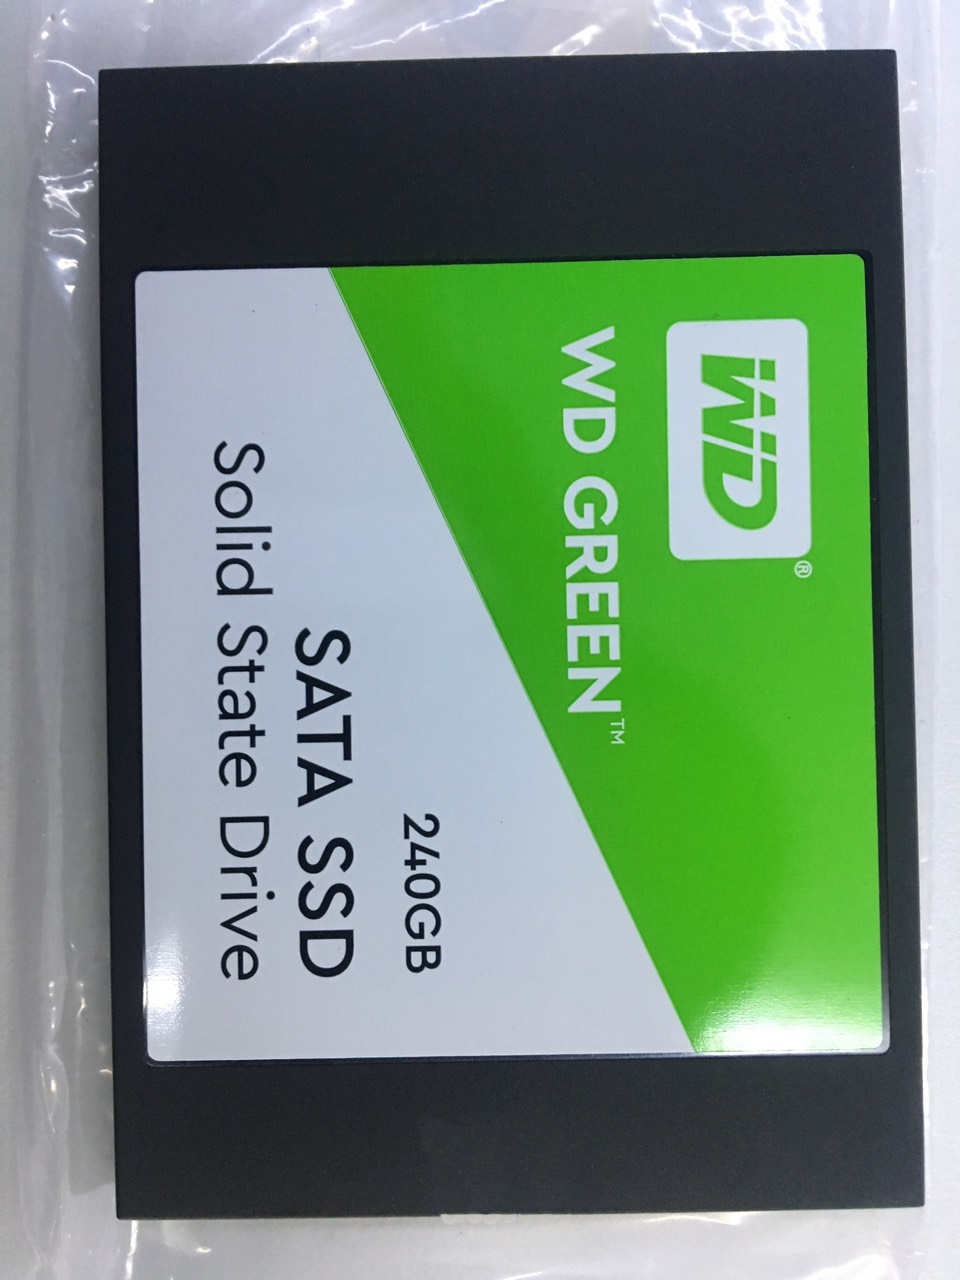 WD®
WD GREEN™
240GB
SATA SSD
Solid State Drive